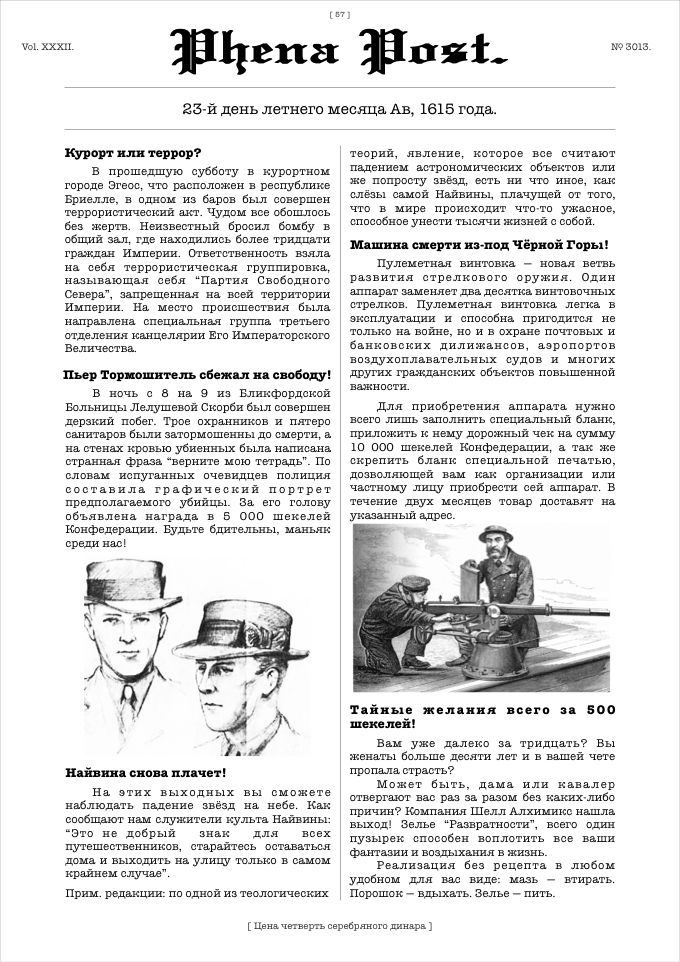 [ 57 ]
Vol. XXXII.
Phena Post.
№ 3013.
23-й день летнего месяца Ав, 1615 года.
Курорт или террор?
В прошедшую субботу в курортном
городе Эгеос, что расположен в республике
Бриелле, в одном из баров был совершен
террористический акт. Чудом все обошлось
без жертв. Неизвестный бросил бомбу в
общий зал, где находились более тридцати
граждан Империи. Ответственность взяла
на себя террористическая группировка,
называющая себя “Партия Свободного
Севера”, запрещенная на всей территории
Империи. На место происшествия была
направлена специальная группа третьего
отделения канцелярии Его Императорского
Величества.
Пьер Тормошитель сбежал на свободу!
В ночь с 8 на 9 из Бликфордской
Больницы Лелушевой Скорби был совершен
дерзкий побег. Трое охранников и пятеро
санитаров были затормошенны до смерти, а
на стенах кровью убиенных была написана
странная фраза “верните мою тетрадь”. По
словам испуганных очевидцев полиция
составила графический портрет
предполагаемого убийцы. За его голову
объявлена награда в 5 000 шекелей
Конфедерации. Будьте бдительны, маньяк
среди нас!
Найвина снова плачет!
На этих выходных вы сможете
наблюдать падение звёзд на небе. Как
сообщают нам служители культа Найвины:
“Это не добрый знак для всех
путешественников, старайтесь оставаться
дома и выходить на улицу только в самом
крайнем случае”.
Прим. редакции: по одной из теологических
теорий, явление, которое все считают
падением астрономических объектов или
же попросту звёзд, есть ни что иное, как
слёзы самой Найвины, плачущей от того,
что в мире происходит что-то ужасное,
способное унести тысячи жизней с собой.
Машина смерти из-под Чёрной Горы!
Пулеметная винтовка — новая ветвь
развития стрелкового оружия. Один
аппарат заменяет два десятка винтовочных
стрелков. Пулеметная винтовка легка в
эксплуатации и способна пригодится не
только на войне, но и в охране почтовых и
банковских дилижансов, аэропортов
воздухоплавательных судов и многих
других гражданских объектов повышенной
важности.
Для приобретения аппарата нужно
всего лишь заполнить специальный бланк,
приложить к нему дорожный чек на сумму
10 000 шекелей Конфедерации, а так же
скрепить бланк специальной печатью,
дозволяющей вам как организации или
частному лицу приобрести сей аппарат. В
течение двух месяцев товар доставят на
указанный адрес.
Тайные желания всего за 500
шекелей!
Вам уже далеко за тридцать? Вы
женаты больше десяти лет и в вашей чете
пропала страсть?
Может быть, дама или кавалер
отвергают вас раз за разом без каких-либо
причин? Компания Шелл Алхимикс нашла
выход! Зелье “Развратности”, всего один
пузырек способен воплотить все ваши
фантазии и воздыхания в жизнь.
Реализация без рецепта в любом
удобном для вас виде: мазь — втирать.
Порошок — вдыхать. Зелье — пить.
[ Цена четверть серебряного динара ]